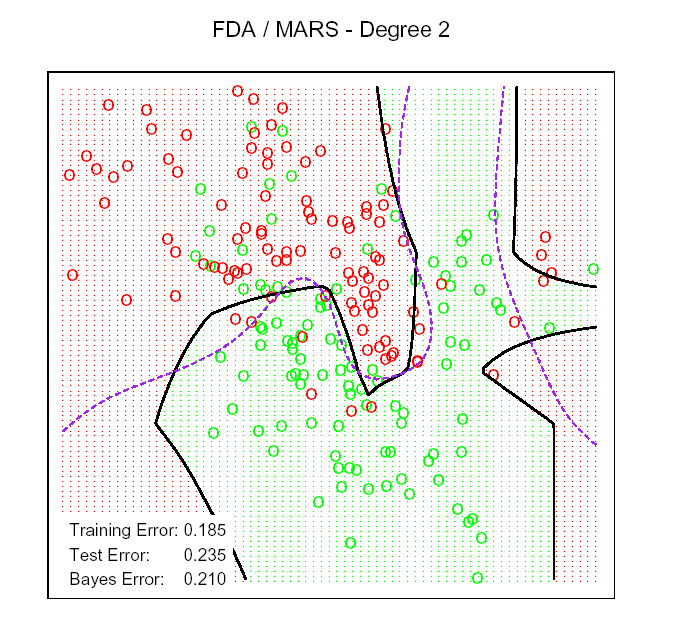 FDA / MARS - Degree 2
Training Error: 0.185
Test Error: 0.235
Bayes Error: 0.210